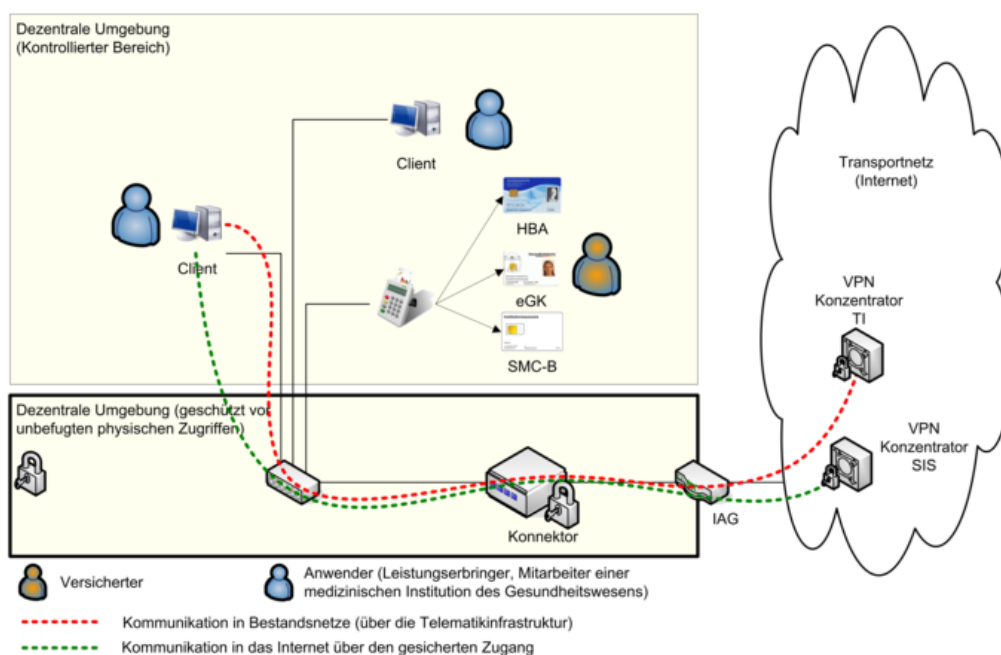 Dezentrale Umgebung
(Kontrollierter Bereich)
Client
Client
HBA
eGK
SMC-B
Transportnetz
(Internet)
VPN
Konzentrator
TI
VPN
Konzentrator
SIS
Dezentrale Umgebung (geschützt vor
unbefugten physischen Zugriffen)
Konnektor
IAG
Versicherter
Anwender (Leistungserbringer, Mitarbeiter einer
medizinischen Institution des Gesundheitswesens)
Kommunikation in Bestandsnetze (über die Telematikinfrastruktur)
Kommunikation in das Internet über den gesicherten Zugang